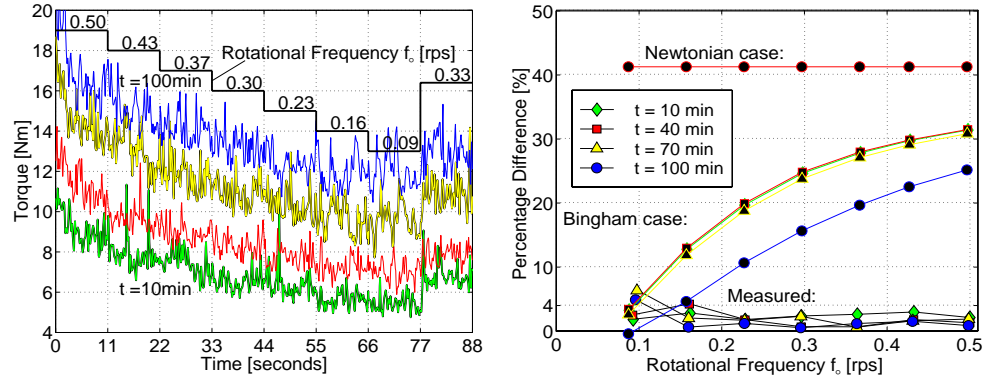 20
18
16
14
12
10
8
6
4
Torque [Nm]
0.50
0.43
0.37
0.30
0.23
0.16
0.09
0.33
Rotational Frequency f₀ [rps]
t =100min
t =10min
0 11 22 33 44 55 66 77 88
Time [seconds]
50
40
30
20
10
4
0
Percentage Difference [%]
Newtonian case:
t = 10 min
t = 40 min
t = 70 min
t = 100 min
Bingham case:
Measured:
0 0.1 0.2 0.3 0.4 0.5
Rotational Frequency f₀ [rps]